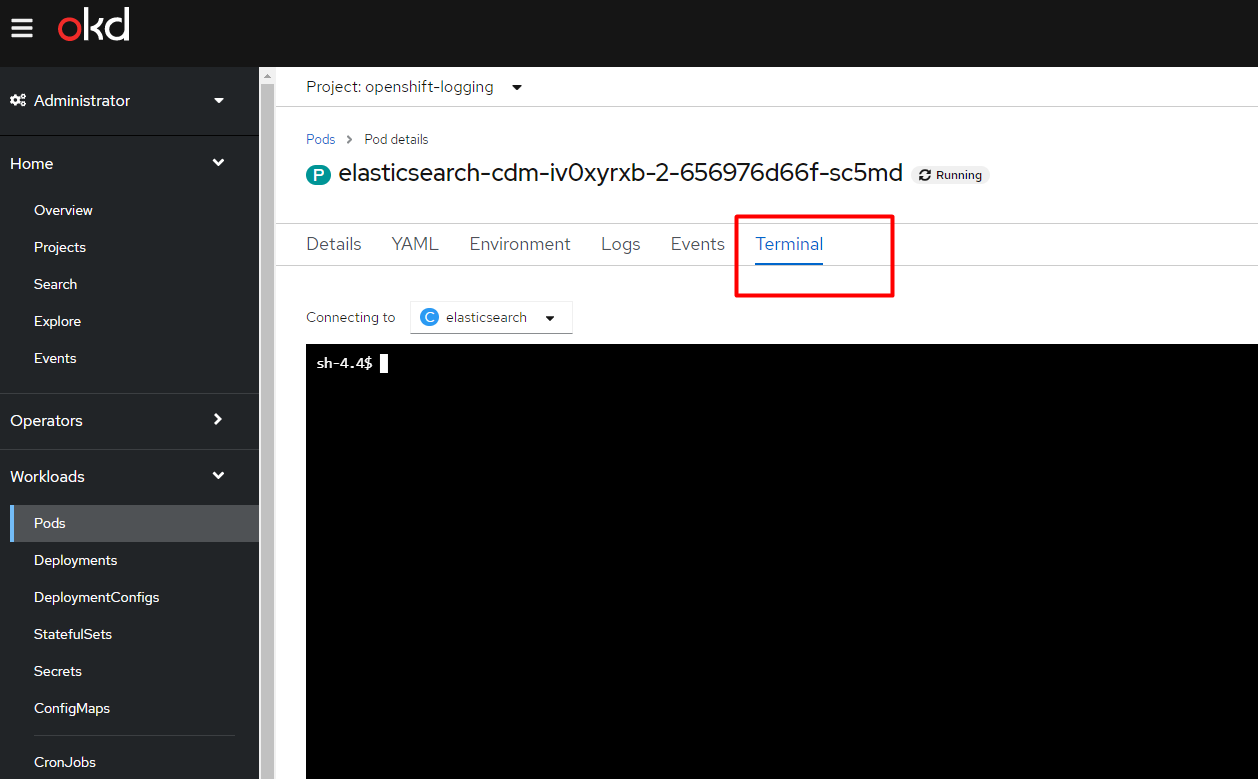 okd
Administrator
Home
Overview
Projects
Search
Explore
Events
Operators
Workloads
Pods
Deployments
DeploymentConfigs
StatefulSets
Secrets
ConfigMaps
CronJobs
Project: openshift-logging
Pods > Pod details
P elasticsearch-cdm-iv0xyrxb-2-656976d66f-sc5md Running
Details YAML Environment Logs Events Terminal
Connecting to C elasticsearch
sh-4.4$